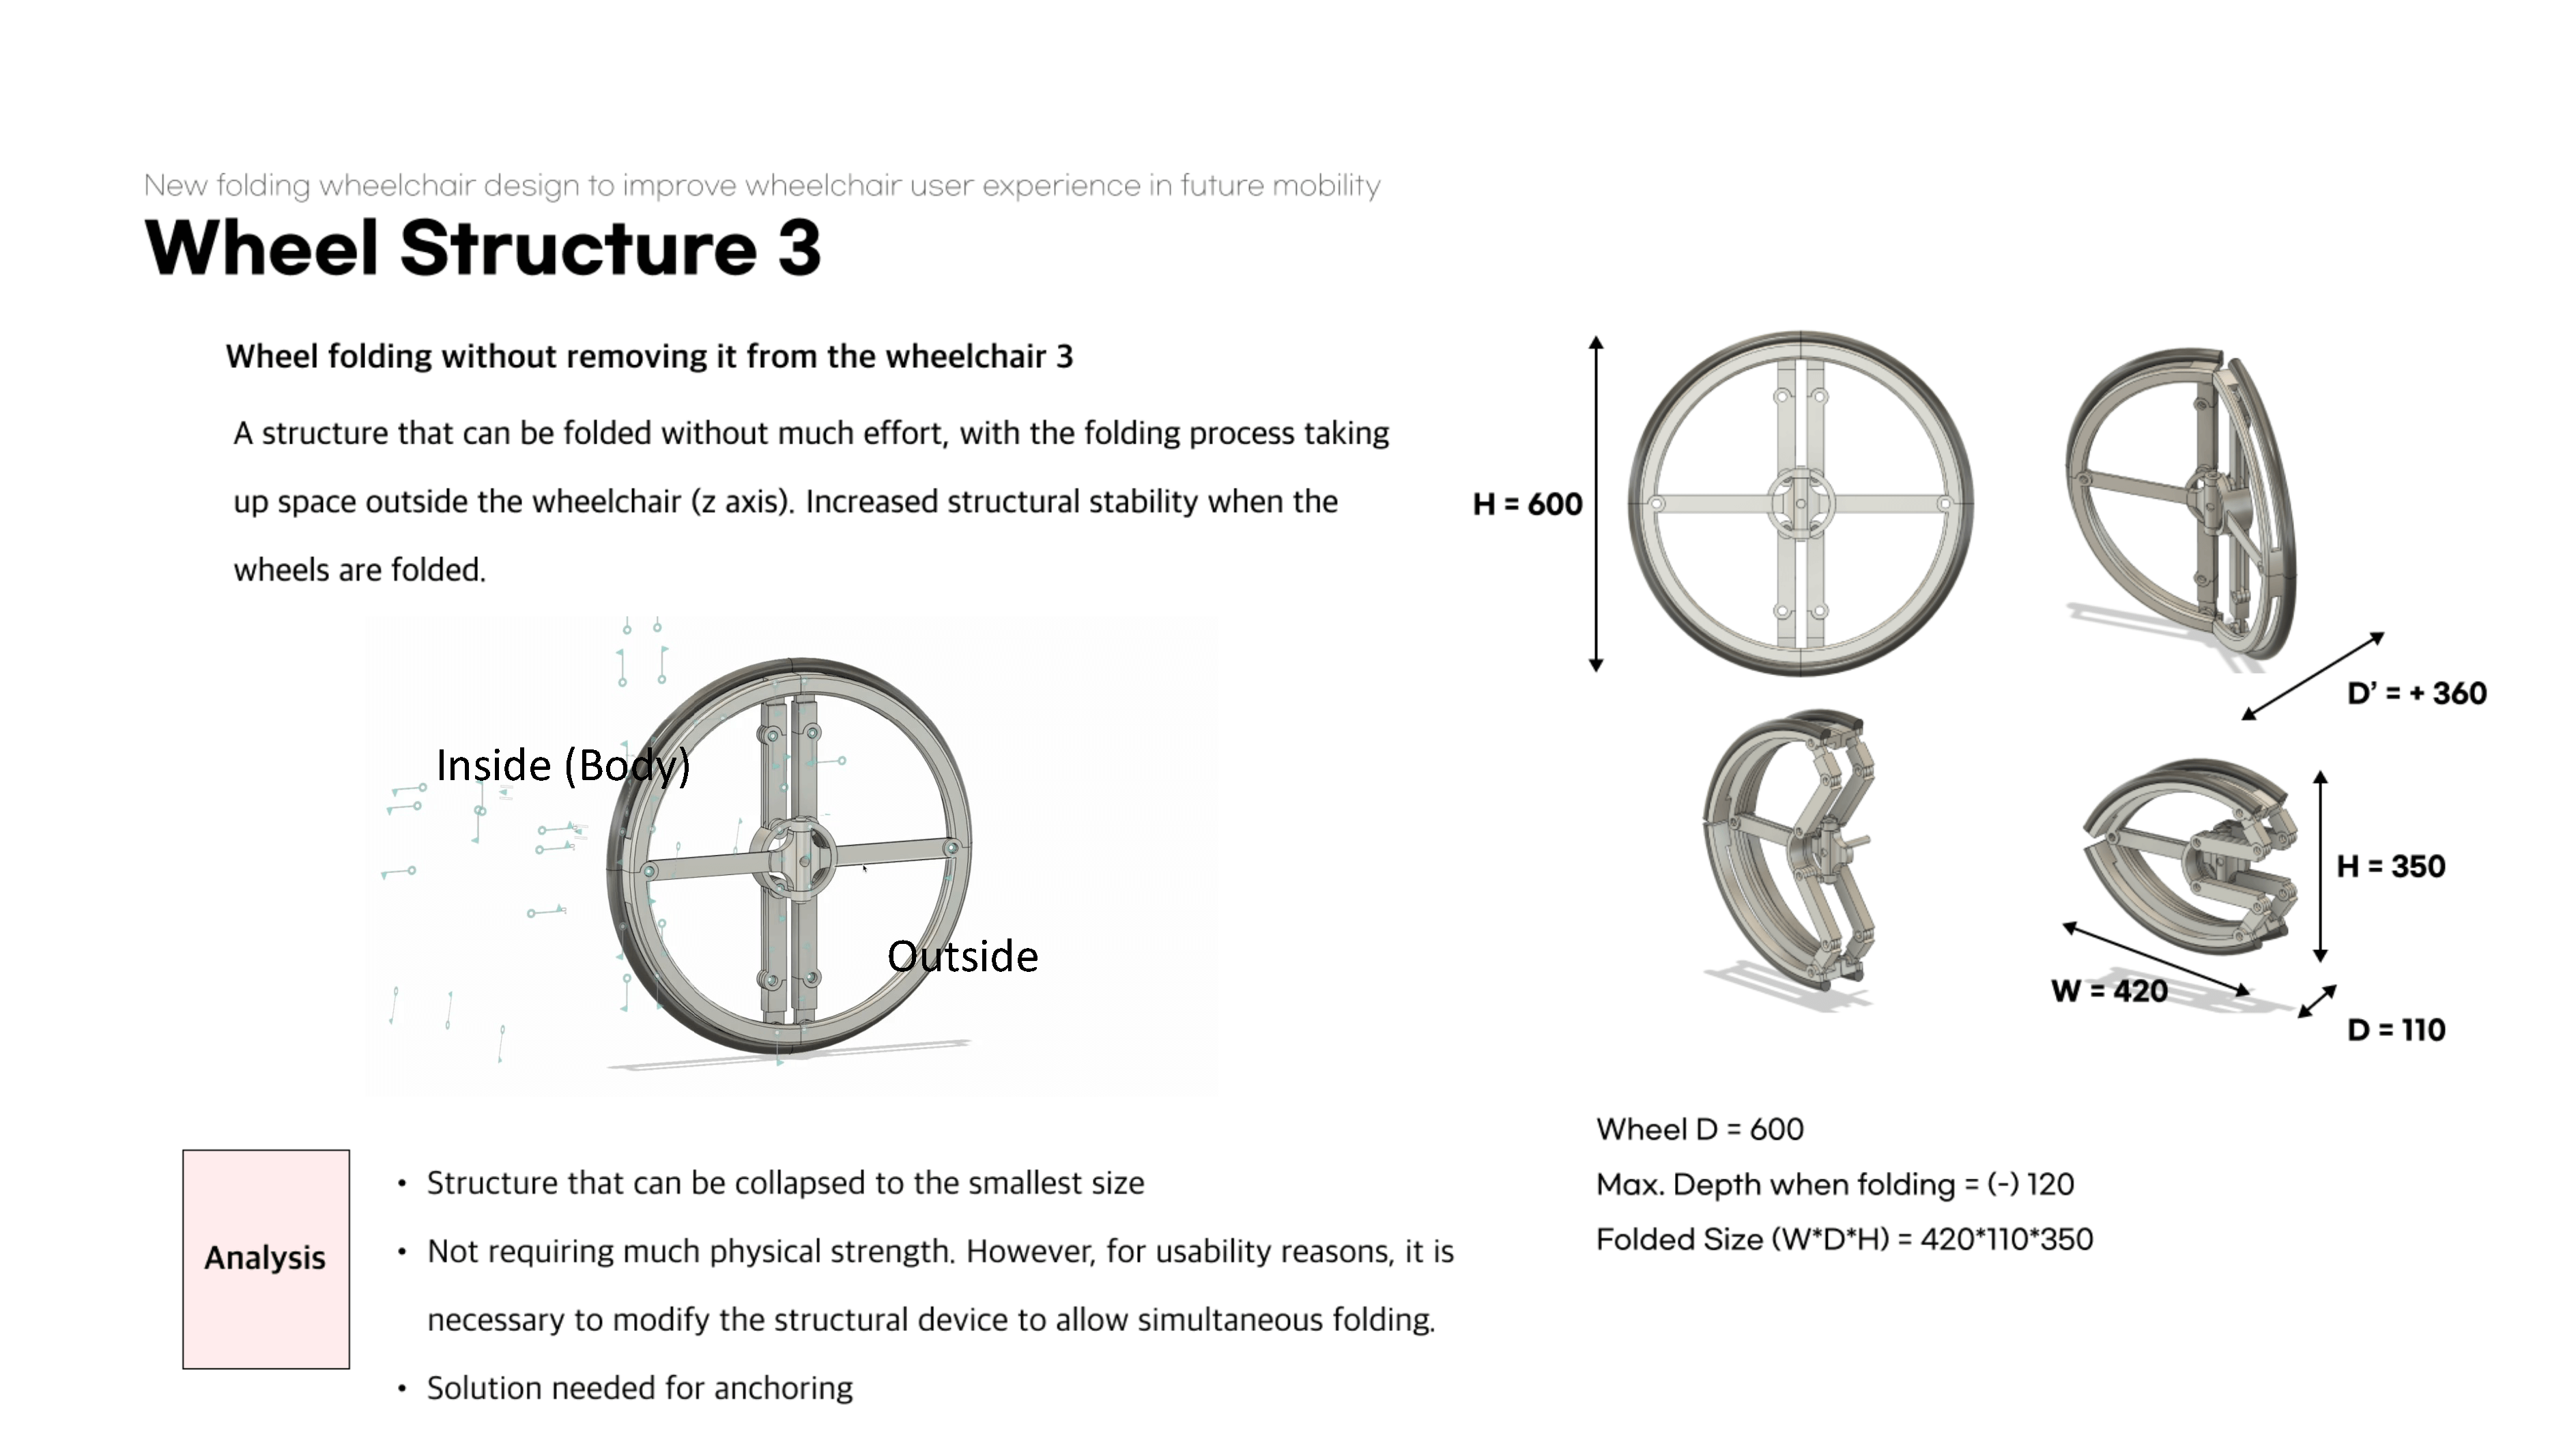 New folding wheelchair design to improve wheelchair user experience in future mobility
Wheel Structure 3
Wheel folding without removing it from the wheelchair 3
A structure that can be folded without much effort, with the folding process taking
up space outside the wheelchair (z axis). Increased structural stability when the
wheels are folded.
Inside (Body)
Outside
H = 600
D’ = + 360
H = 350
W = 420
D = 110
Wheel D = 600
Max. Depth when folding = (-) 120
Folded Size (W*D*H) = 420*110*350
Analysis
• Structure that can be collapsed to the smallest size
• Not requiring much physical strength. However, for usability reasons, it is
necessary to modify the structural device to allow simultaneous folding.
• Solution needed for anchoring